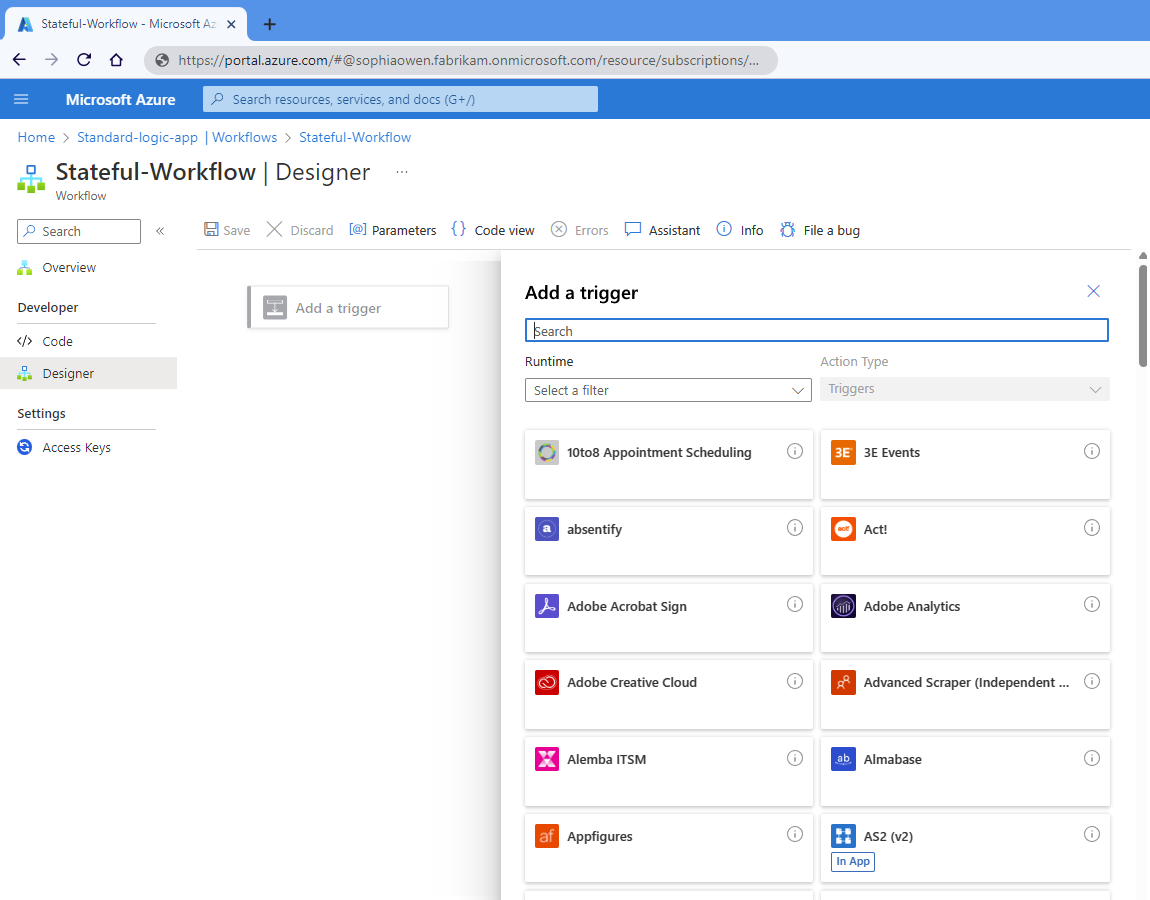 Stateful-Workflow - Microsoft Az
https://portal.azure.com/#@sophiaowen.fabrikam.onmicrosoft.com/resource/subscriptions/...
Microsoft Azure
Search resources, services, and docs (G+/)
Home > Standard-logic-app | Workflows > Stateful-Workflow
Stateful-Workflow | Designer ...
Workflow
Search «
Save Discard [@] Parameters {} Code view Errors Assistant Info File a bug
Overview
Developer
</> Code
Designer
Settings
Access Keys
Add a trigger
Add a trigger
Search
Runtime Action Type
Select a filter Triggers
10to8 Appointment Scheduling
3E 3E Events
a absentify
act! Act!
Adobe Acrobat Sign
Adobe Analytics
Adobe Creative Cloud
Advanced Scraper (Independent ...
Alemba ITSM
ab. Almabase
af Appfigures
AS2 (v2)
In App